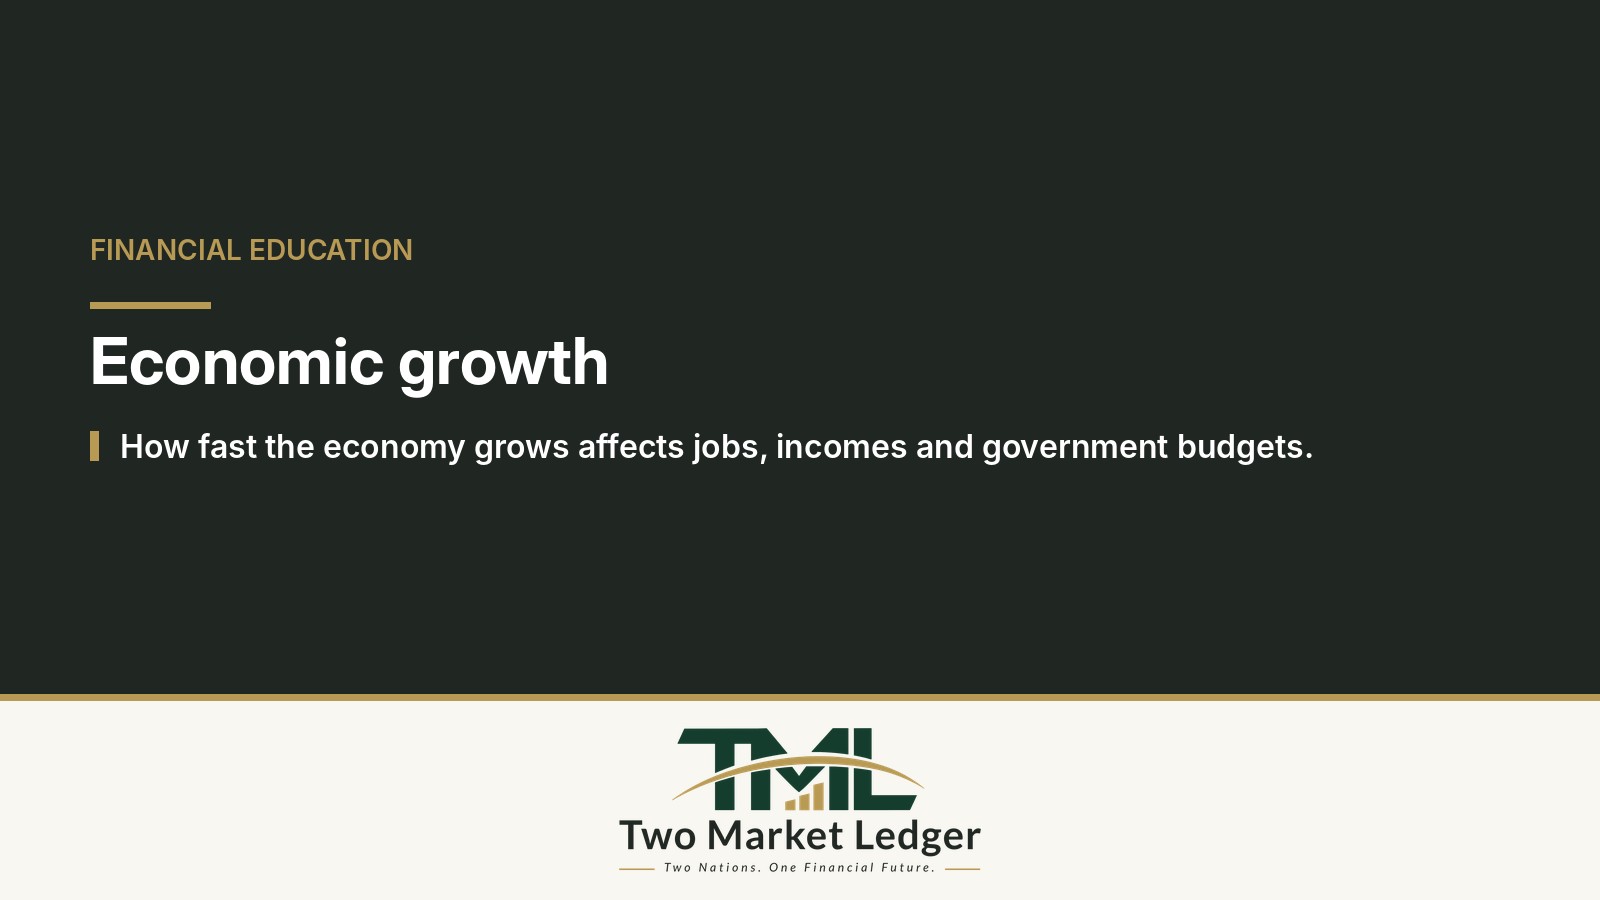 FINANCIAL EDUCATION
Economic growth
How fast the economy grows affects jobs, incomes and government budgets.
TML
Two Market Ledger
Two Nations. One Financial Future.